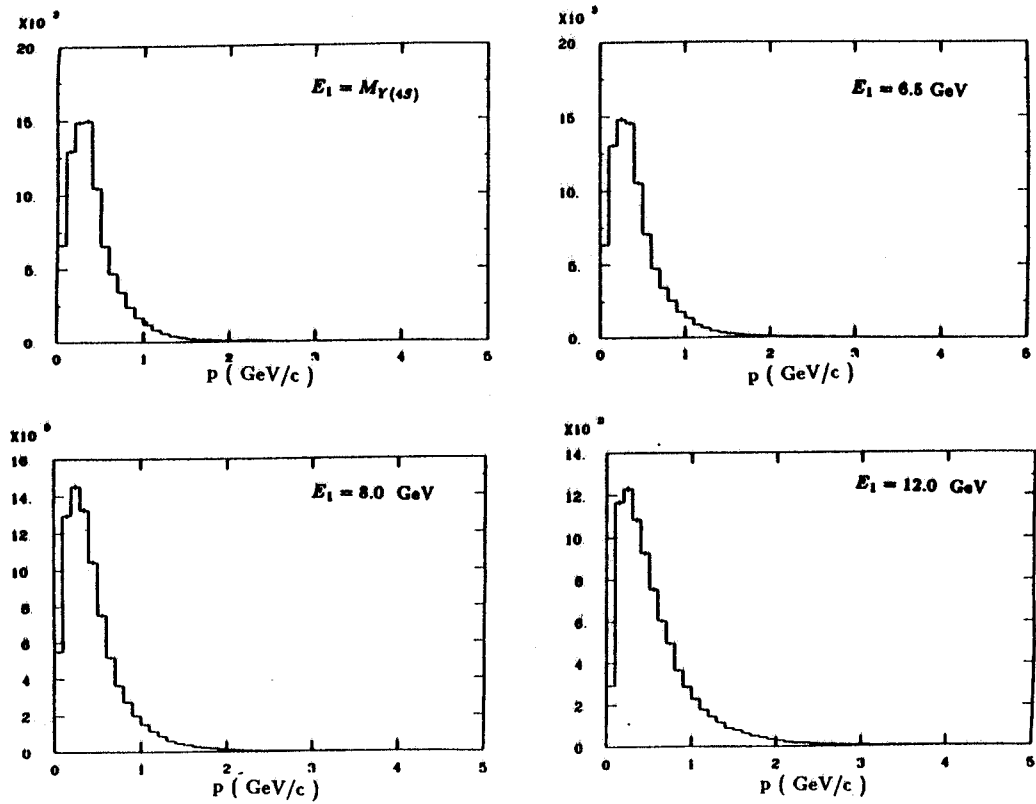 X10 3
20
15
10.
5.
0
E1 = MΥ(4S)
0 1 2 3 4 5
p ( GeV/c )
X10 3
20
15
10.
5.
0.
E1 = 6.5 GeV
0 1 2 3 4 5
p ( GeV/c )
X10 3
16
14.
12.
10
8
6.
4
2
0
E1 = 8.0 GeV
0 1 2 3 4 5
p ( GeV/c )
X10 3
14.
12.
10.
8.
6.
4.
2.
0
E1 = 12.0 GeV
0 1 2 3 4 5
p ( GeV/c )